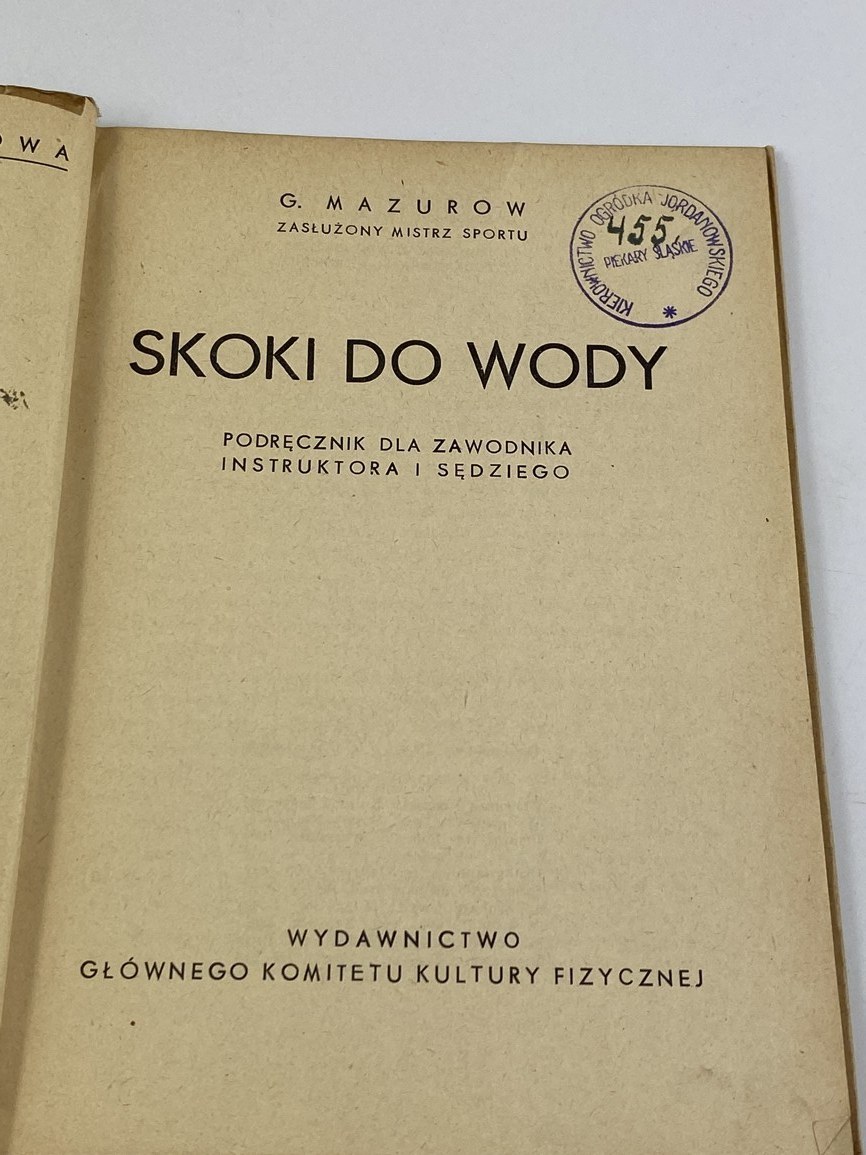 G. MAZUROW
ZASŁUŻONY MISTRZ SPORTU
KIEROWNICTWO OGRÓDKA JORDANOWSKIEGO
455
PIEKARY ŚLĄSKIE
*
SKOKI DO WODY
PODRĘCZNIK DLA ZAWODNIKA
INSTRUKTORA I SĘDZIEGO
WYDAWNICTWO
GŁÓWNEGO KOMITETU KULTURY FIZYCZNEJ